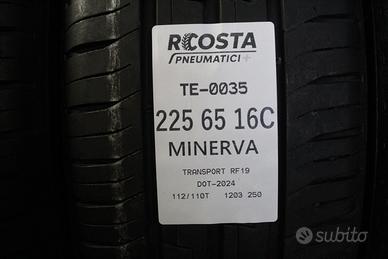 RCOSTA
PNEUMATICI+
TE-0035
225 65 16C
MINERVA
TRANSPORT RF19
DOT-2024
112/110T 1203 250
subito